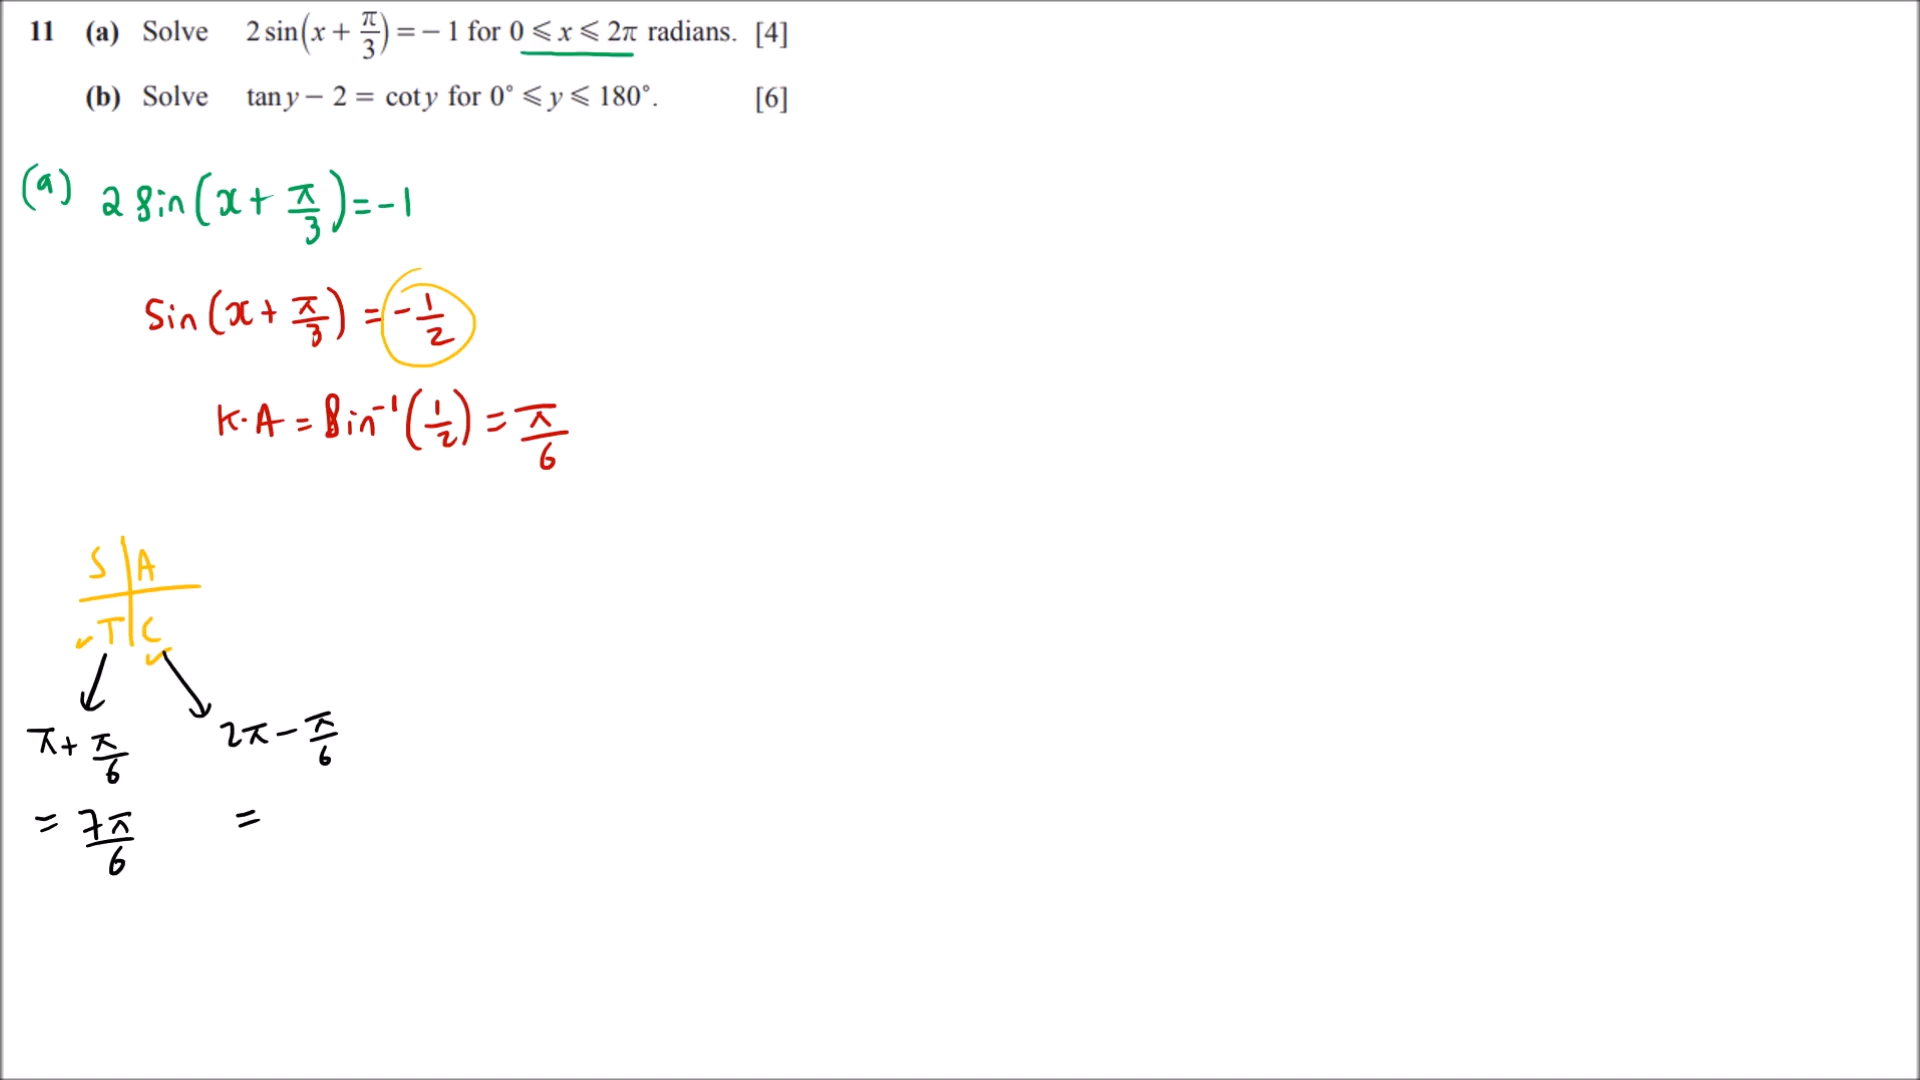 11 (a) Solve 2 sin(x + π/3) = − 1 for 0 ⩽ x ⩽ 2π radians. [4]
(b) Solve tan y − 2 = cot y for 0° ⩽ y ⩽ 180°. [6]
(a) 2 sin(x + π/3) = -1
Sin (x + π/3) = -1/2
K.A = Sin⁻¹(1/2) = π/6
S A
T C
π + π/6 2π - π/6
= 7π/6 =